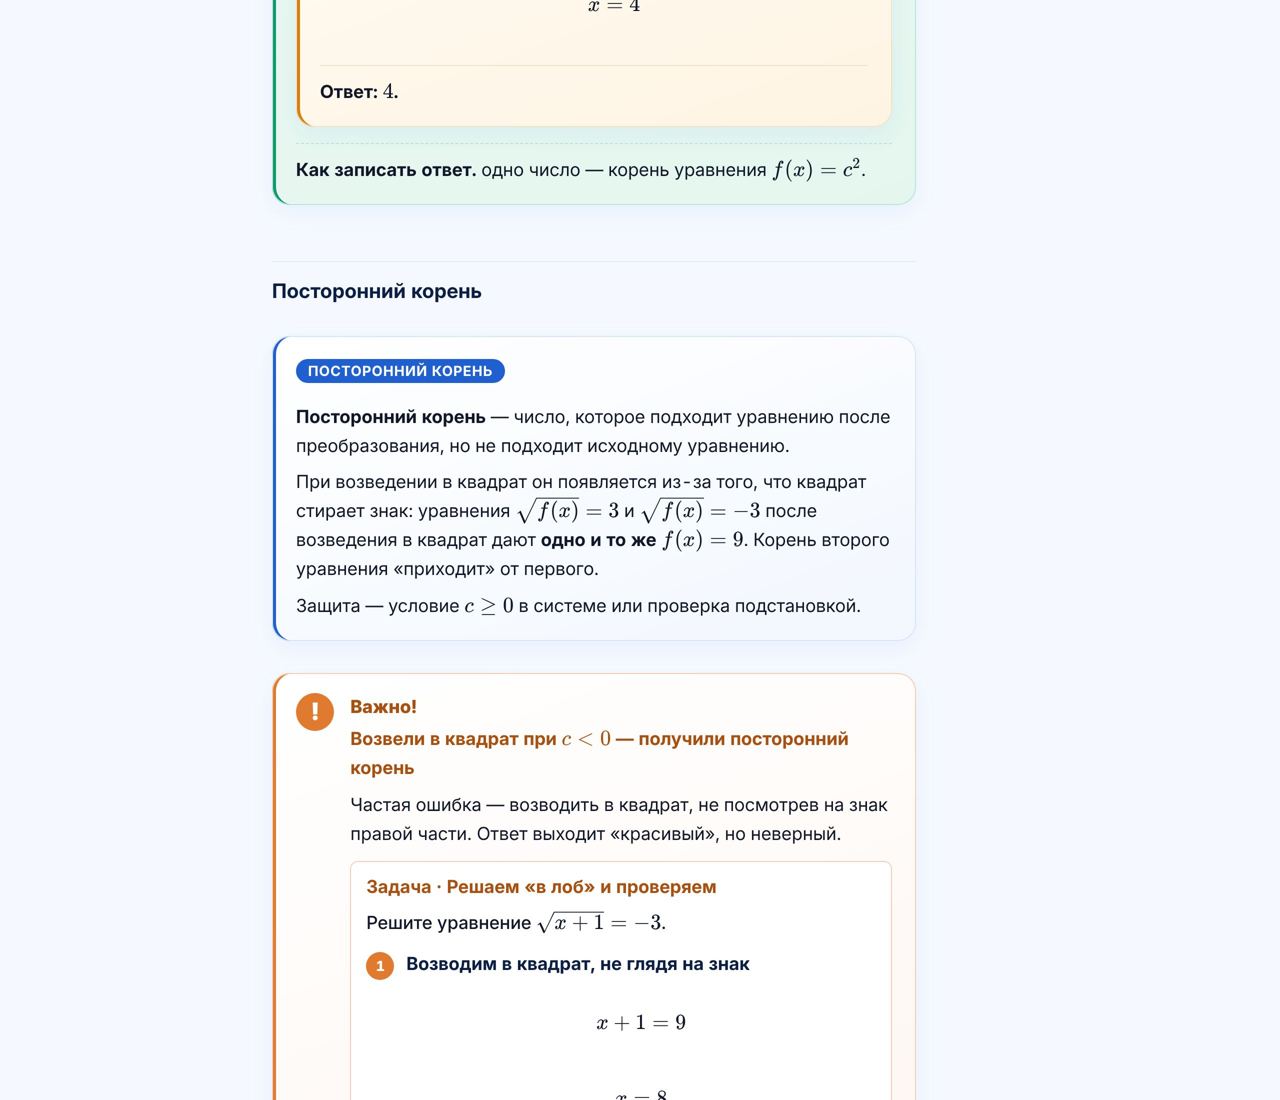 x = 4
Ответ: 4.
Как записать ответ. одно число — корень уравнения f(x) = c².
Посторонний корень
ПОСТОРОННИЙ КОРЕНЬ
Посторонний корень — число, которое подходит уравнению после
преобразования, но не подходит исходному уравнению.
При возведении в квадрат он появляется из-за того, что квадрат
стирает знак: уравнения √f(x) = 3 и √f(x) = −3 после
возведения в квадрат дают одно и то же f(x) = 9. Корень второго
уравнения «приходит» от первого.
Защита — условие c ≥ 0 в системе или проверка подстановкой.
!
Важно!
Возвели в квадрат при c < 0 — получили посторонний
корень
Частая ошибка — возводить в квадрат, не посмотрев на знак
правой части. Ответ выходит «красивый», но неверный.
Задача · Решаем «в лоб» и проверяем
Решите уравнение √x + 1 = −3.
1 Возводим в квадрат, не глядя на знак
x + 1 = 9
x = 8